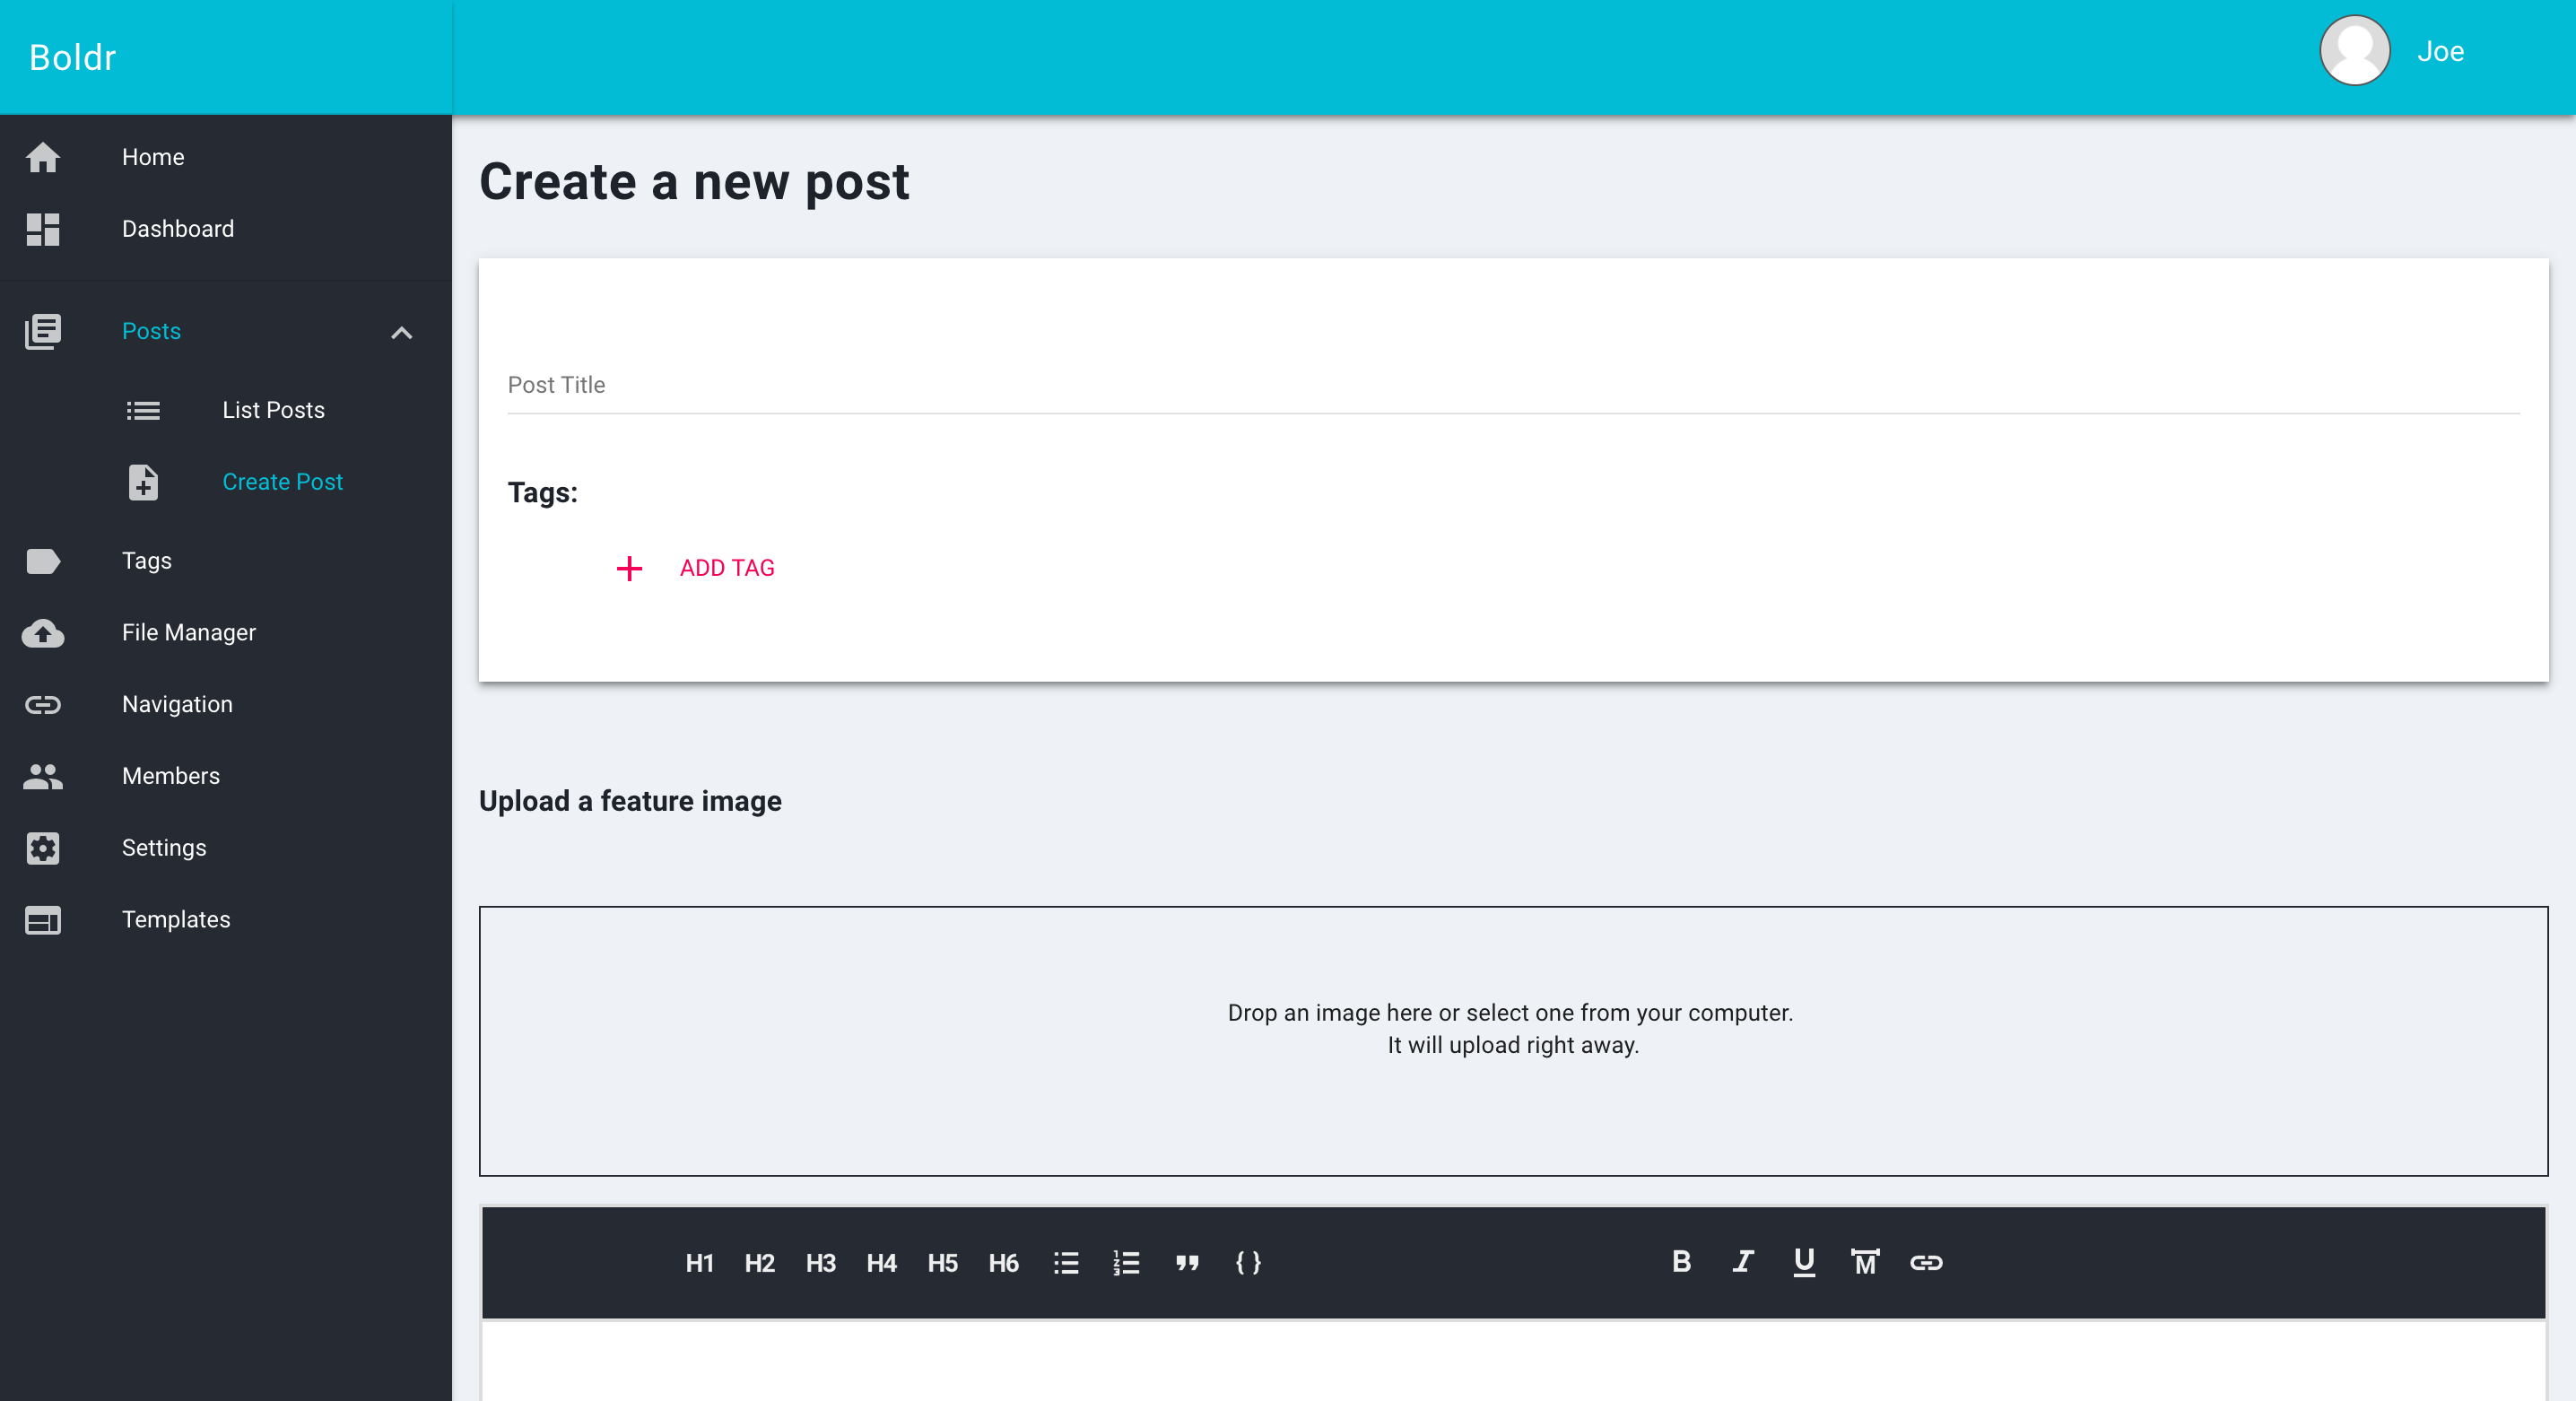 Boldr
Joe
Home
Dashboard
Posts
List Posts
Create Post
Tags
File Manager
Navigation
Members
Settings
Templates
Create a new post
Post Title
Tags:
ADD TAG
Upload a feature image
Drop an image here or select one from your computer.
It will upload right away.
H1 H2 H3 H4 H5 H6 { } B I U M